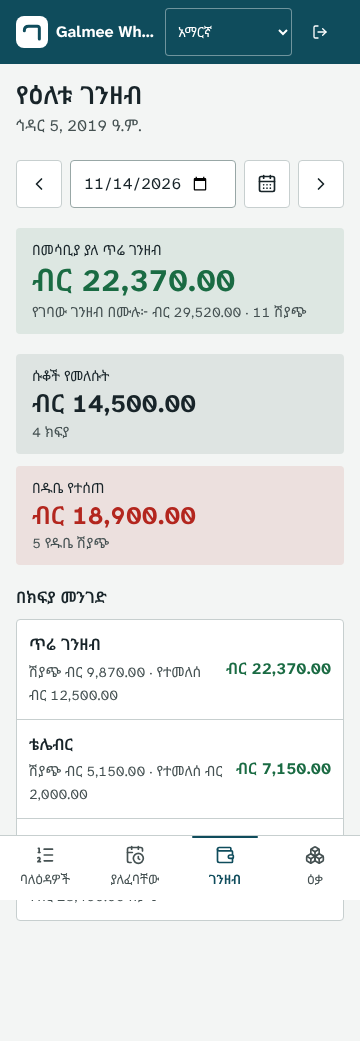 Galmee Wh...
አማርኛ
የዕለቱ ገንዘብ
ኅዳር 5, 2019 ዓ.ም.
11/14/2026
በመሳቢያ ያለ ጥሬ ገንዘብ
ብር 22,370.00
የገባው ገንዘብ በሙሉ፦ ብር 29,520.00 · 11 ሽያጭ
ሱቆች የመለሱት
ብር 14,500.00
4 ክፍያ
በዱቤ የተሰጠ
ብር 18,900.00
5 የዱቤ ሽያጭ
በክፍያ መንገድ
ጥሬ ገንዘብ
ሽያጭ ብር 9,870.00 · የተመለሰ
ብር 12,500.00
ብር 22,370.00
ቴሌብር
ሽያጭ ብር 5,150.00 · የተመለሰ ብር
2,000.00
ብር 7,150.00
ባለዕዳዎች
ያለፈባቸው
ገንዘብ
ዕቃ